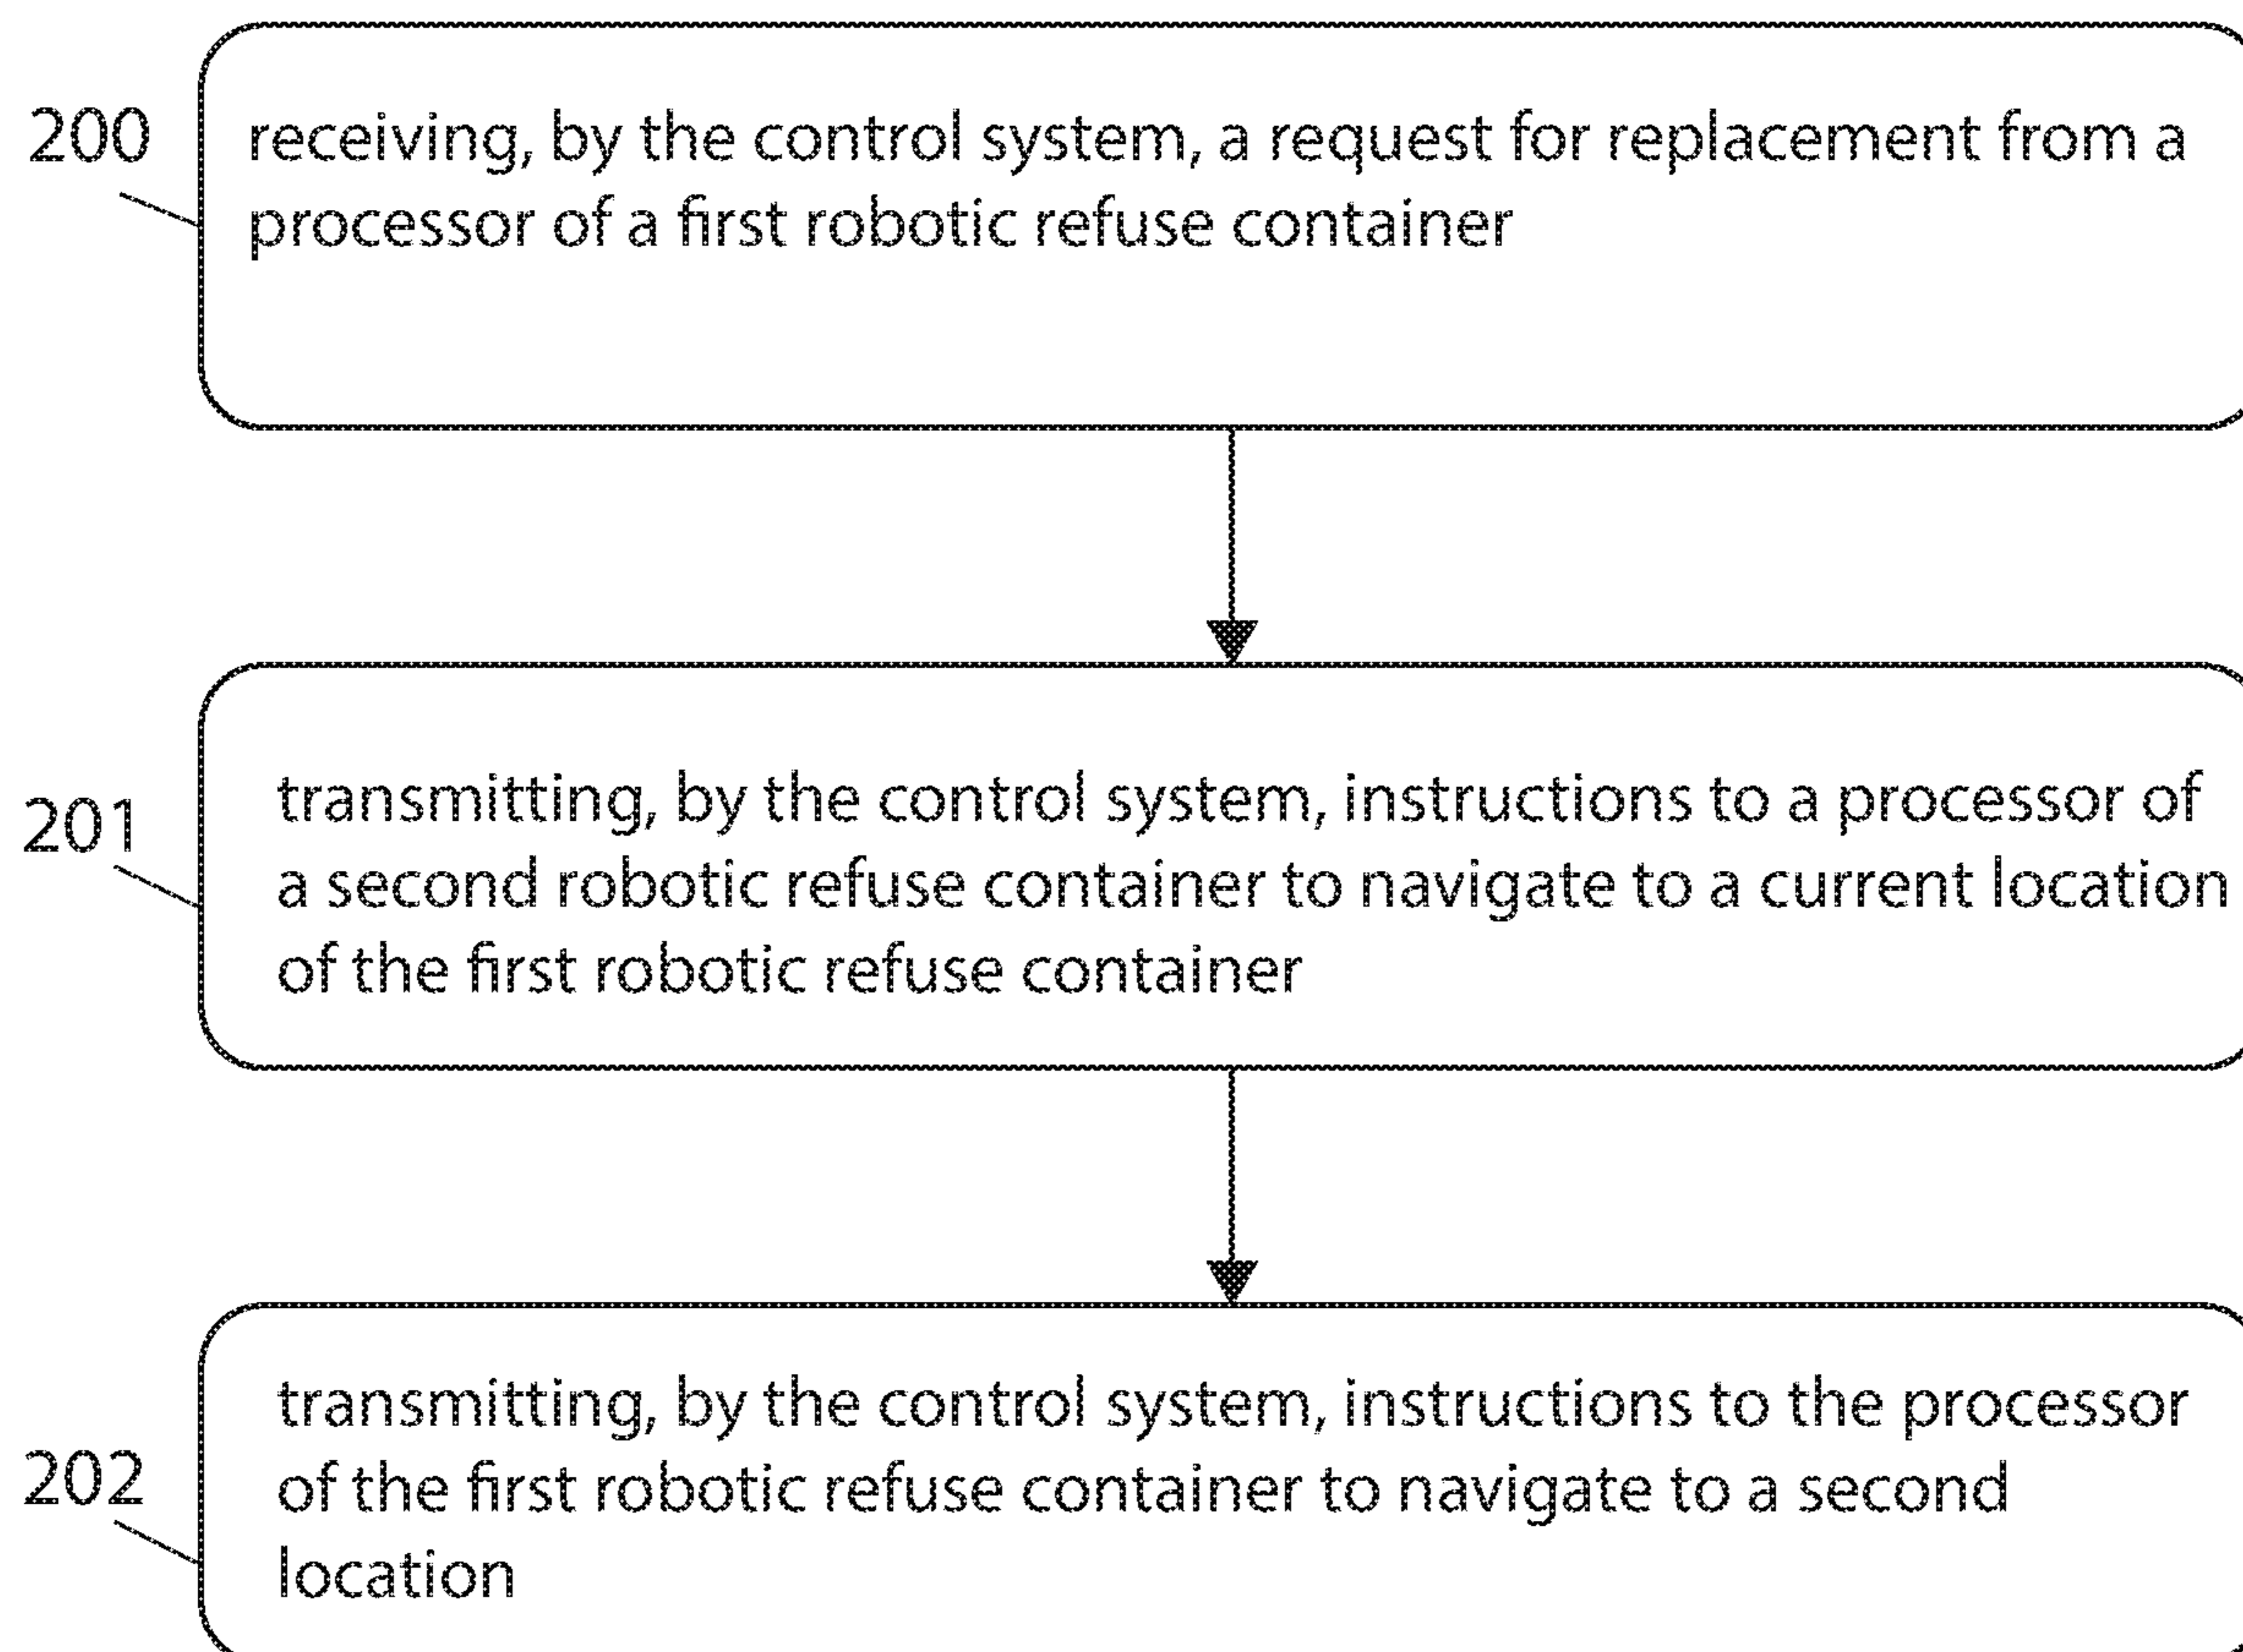 200
receiving, by the control system, a request for replacement from a
processor of a first robotic refuse container
201
transmitting, by the control system, instructions to a processor of
a second robotic refuse container to navigate to a current location
of the first robotic refuse container
202
transmitting, by the control system, instructions to the processor
of the first robotic refuse container to navigate to a second
location